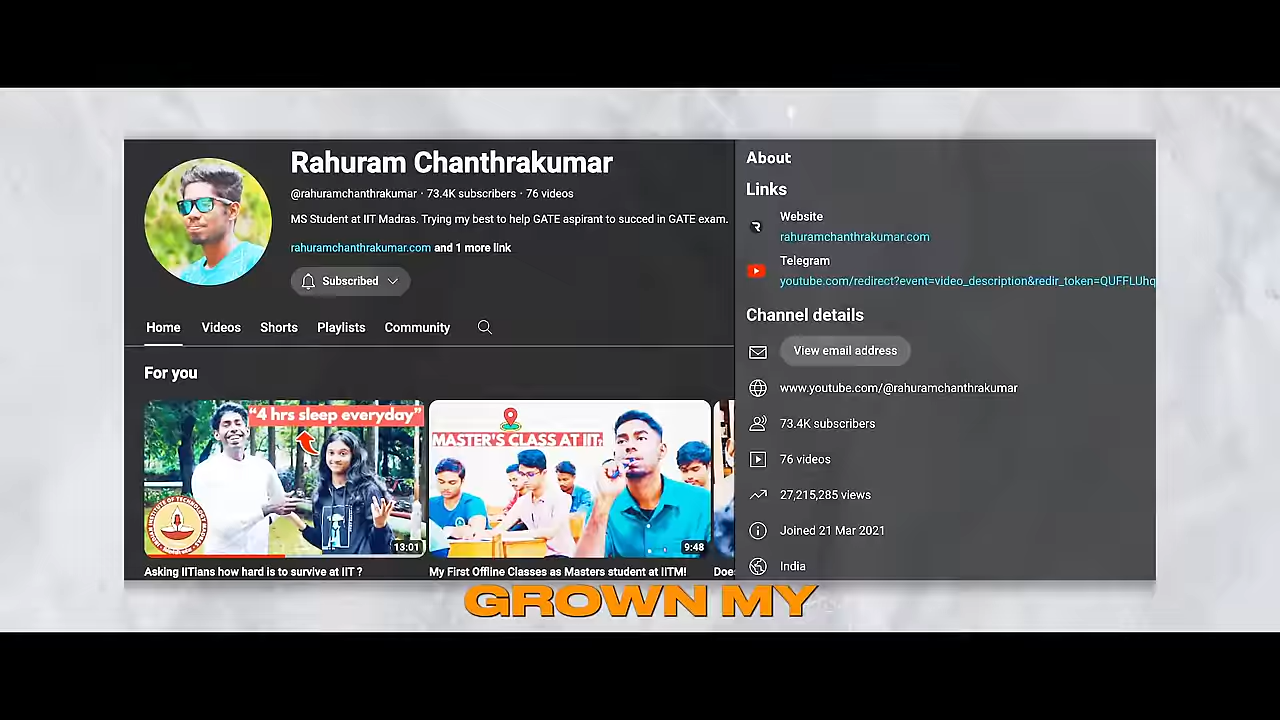 Rahuram Chanthrakumar
@rahuramchanthrakumar · 73.4K subscribers · 76 videos
MS Student at IIT Madras. Trying my best to help GATE aspirant to succed in GATE exam.
rahuramchanthrakumar.com and 1 more link
Subscribed
Home Videos Shorts Playlists Community
For you
"4 hrs sleep everyday"
13:01
Asking IITians how hard is to survive at IIT ?
MASTER'S CLASS AT IIT:
9:48
My First Offline Classes as Masters student at IITM!
Does
About
Links
Website
rahuramchanthrakumar.com
Telegram
youtube.com/redirect?event=video_description&redir_token=QUFFLUhq
Channel details
View email address
www.youtube.com/@rahuramchanthrakumar
73.4K subscribers
76 videos
27,215,285 views
Joined 21 Mar 2021
India
GROWN MY